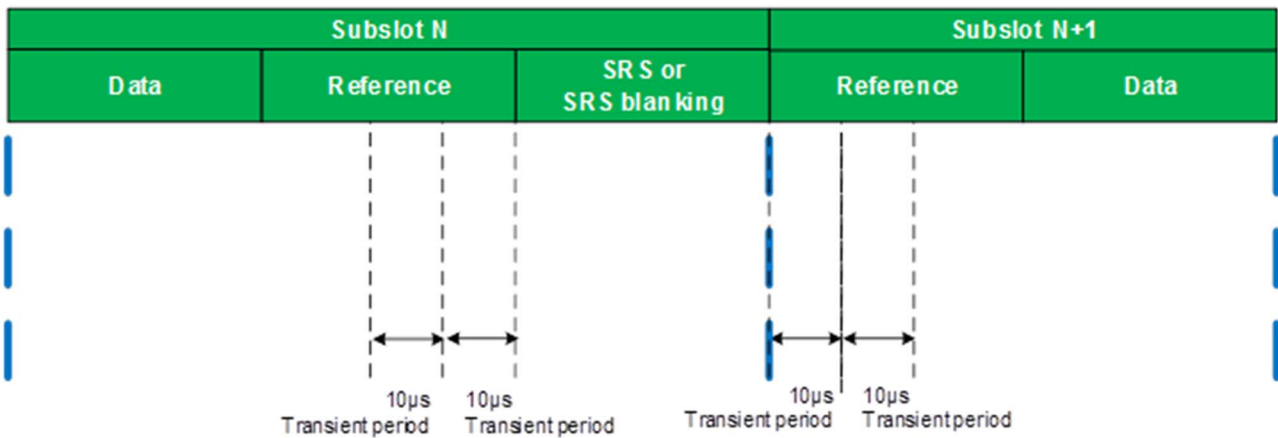 Subslot N
Subslot N+1
Data
Reference
SRS or
SRS blanking
Reference
Data
10µs
Transient period
10µs
Transient period
10µs
Transient period
10µs
Transient period